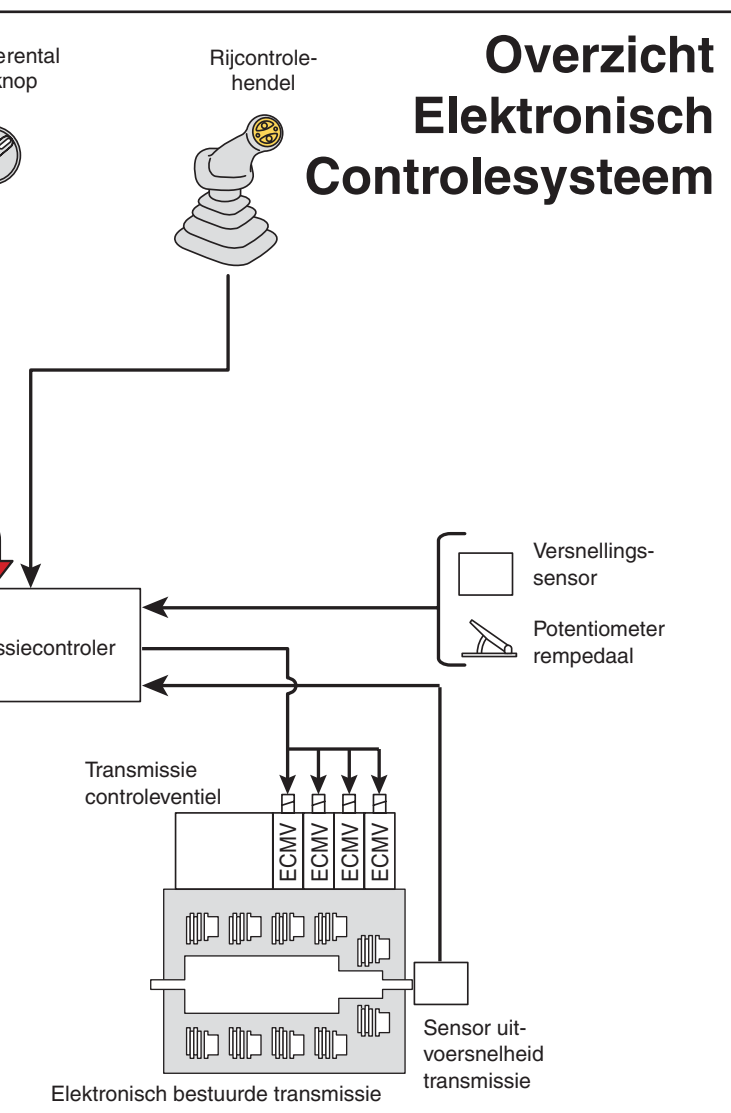 Overzicht
Elektronisch
Controlesysteem
erental
knop
Rijcontrole-
hendel
Versnellings-
sensor
Potentiometer
rempedaal
ssiecontroler
Transmissie
controleventiel
ECMV
ECMV
ECMV
ECMV
Sensor uit-
voersnelheid
transmissie
Elektronisch bestuurde transmissie